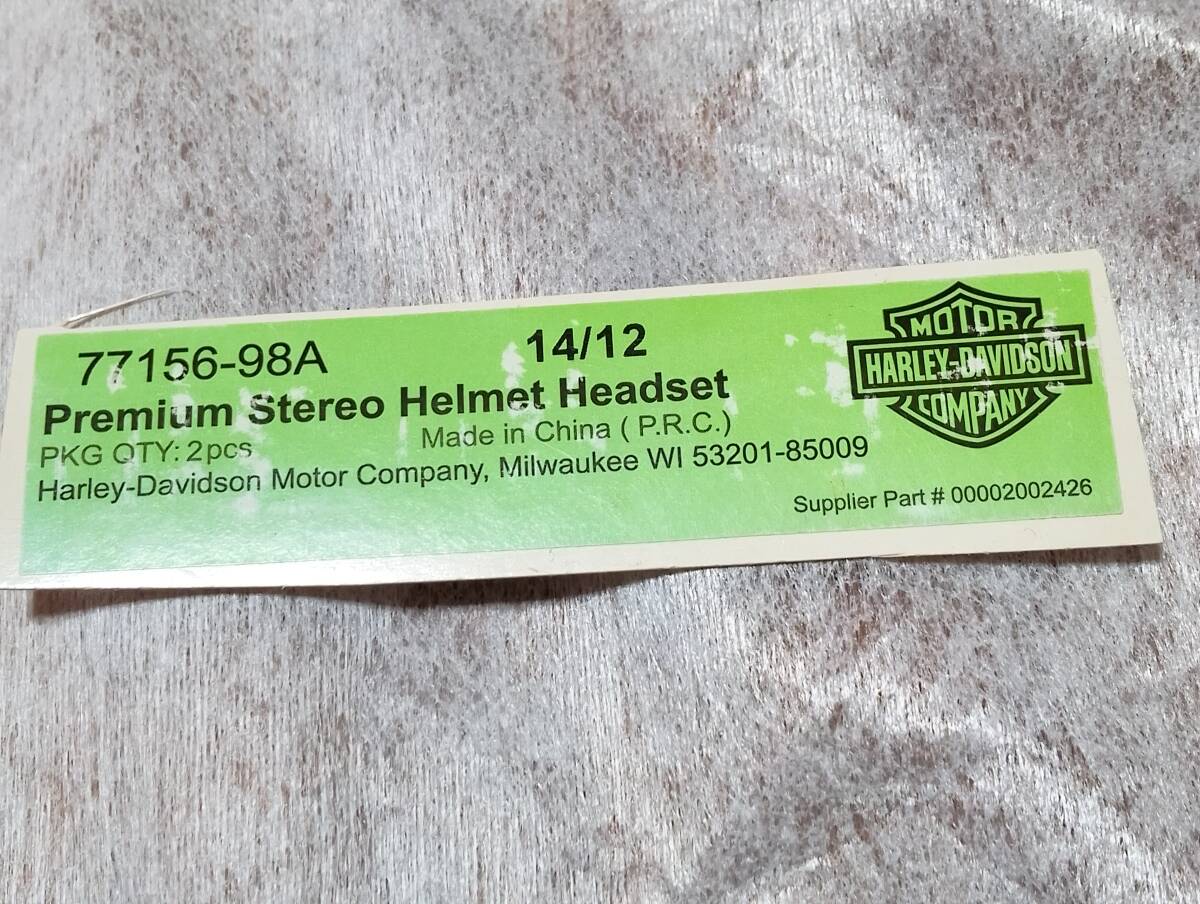 77156-98A 14/12
Premium Stereo Helmet Headset
PKG QTY: 2pcs Made in China ( P.R.C.)
Harley-Davidson Motor Company, Milwaukee WI 53201-85009
Supplier Part # 00002002426
MOTOR
HARLEY-DAVIDSON
COMPANY